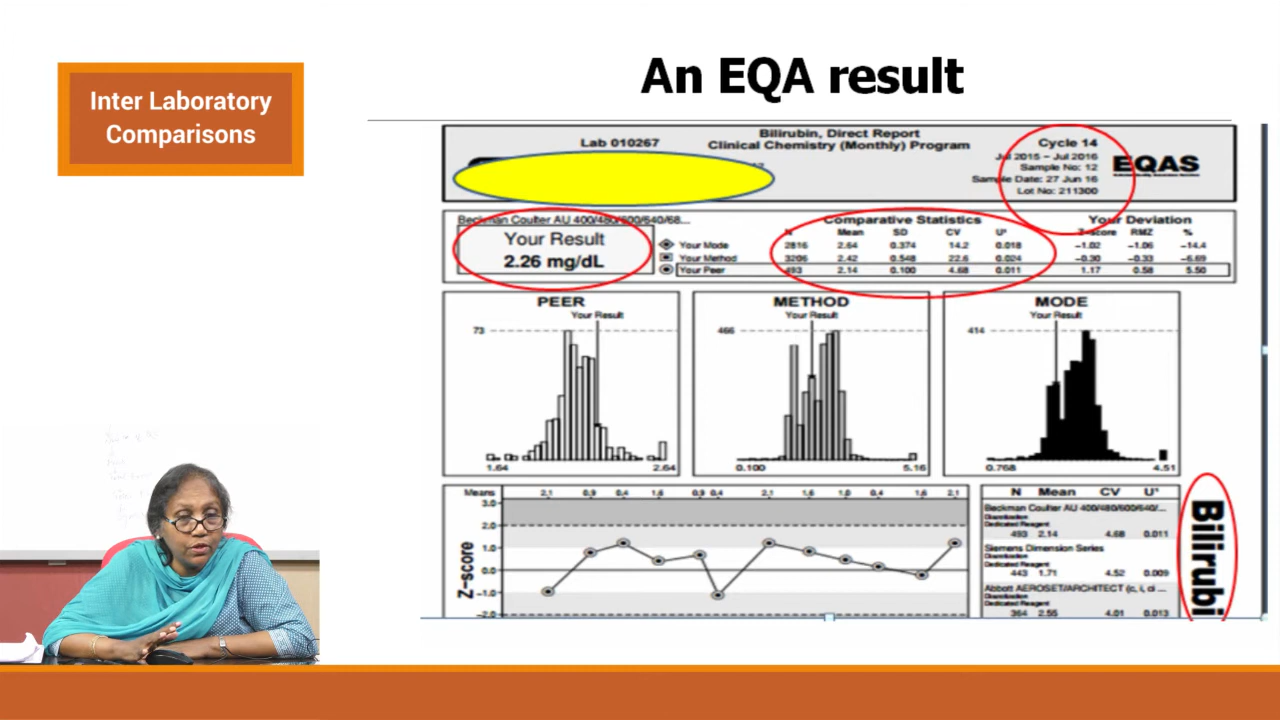 Inter Laboratory
Comparisons
An EQA result
Lab 010267
Bilirubin, Direct Report
Clinical Chemistry (Monthly) Program
Cycle 14
Jul 2015 – Jul 2016
Sample No: 12
Sample Date: 27 Jun 16
Lot No: 211300
EQAS
Beckman Coulter AU 400/480/600/640/68...
Your Result
2.26 mg/dL
Comparative Statistics
Your Deviation
N Mean SD CV U* Z-score RMZ %
Your Mode 2816 2.64 0.374 14.2 0.018 −1.02 −1.06 −14.4
Your Method 3206 2.42 0.548 22.6 0.024 −0.30 −0.33 −6.69
Your Peer 493 2.14 0.100 4.68 0.011 1.17 0.58 5.50
PEER
Your Result
73
1.64 2.64
METHOD
Your Result
466
0.100 5.16
MODE
Your Result
414
0.768 4.51
Means 2,1 0,9 0,4 1,6 0,9 0,4 2,1 1,6 1,0 0,4 1,6 2,1
3.0
2.0
1.0
0.0
−1.0
−2.0
Z-score
N Mean CV U*
Beckman Coulter AU 400/480/600/640/...
Diazotization
Dedicated Reagent
493 2.14 4.68 0.011
Siemens Dimension Series
Diazotization
Dedicated Reagent
443 1.71 4.52 0.009
Abbott AEROSET/ARCHITECT (c, i, ci ...
Diazotization
Dedicated Reagent
364 2.55 4.01 0.013
Bilirubi